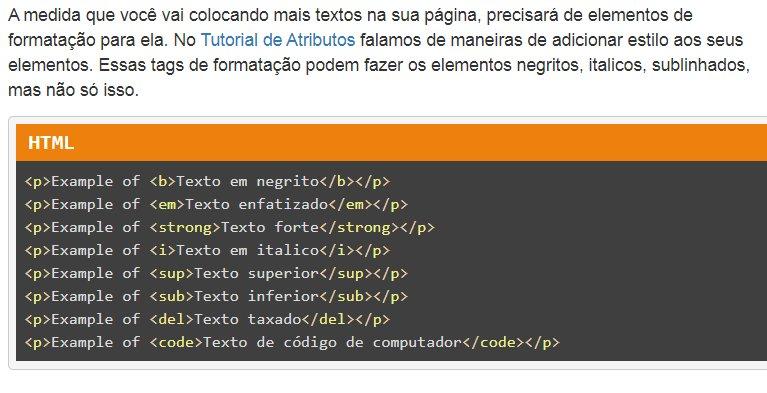 A medida que você vai colocando mais textos na sua página, precisará de elementos de
formatação para ela. No Tutorial de Atributos falamos de maneiras de adicionar estilo aos seus
elementos. Essas tags de formatação podem fazer os elementos negritos, italicos, sublinhados,
mas não só isso.
HTML
<p>Example of <b>Texto em negrito</b></p>
<p>Example of <em>Texto enfatizado</em></p>
<p>Example of <strong>Texto forte</strong></p>
<p>Example of <i>Texto em italico</i></p>
<p>Example of <sup>Texto superior</sup></p>
<p>Example of <sub>Texto inferior</sub></p>
<p>Example of <del>Texto taxado</del></p>
<p>Example of <code>Texto de código de computador</code></p>